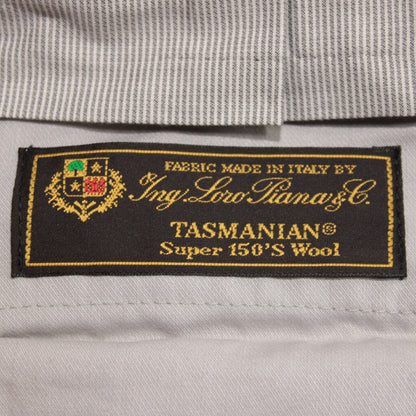 FABRIC MADE IN ITALY BY
Ing. Loro Piana & C.
TASMANIAN®
Super 150'S Wool